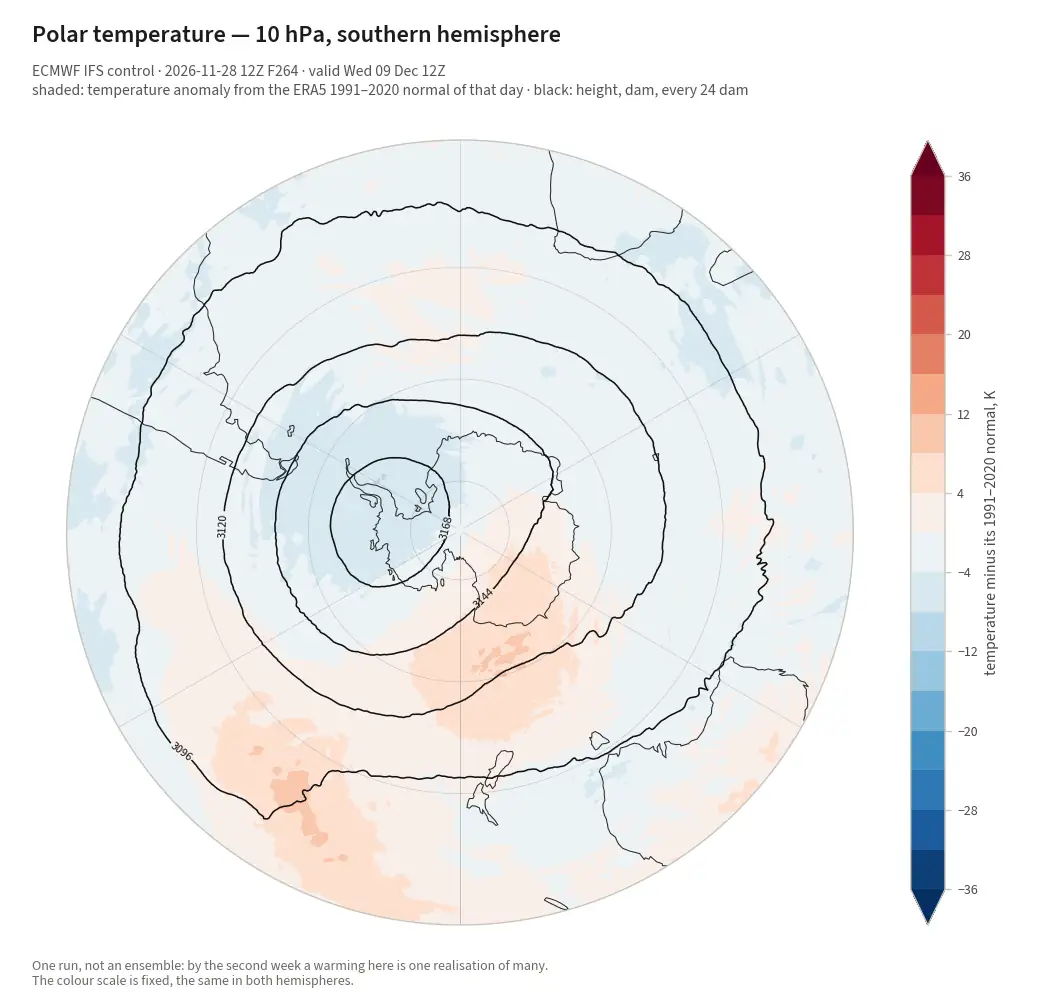 Polar temperature — 10 hPa, southern hemisphere
ECMWF IFS control · 2026-11-28 12Z F264 · valid Wed 09 Dec 12Z
shaded: temperature anomaly from the ERA5 1991–2020 normal of that day · black: height, dam, every 24 dam
36
28
20
12
4
−4
−12
−20
−28
−36
temperature minus its 1991–2020 normal, K
3120
3168
3144
3096
One run, not an ensemble: by the second week a warming here is one realisation of many.
The colour scale is fixed, the same in both hemispheres.